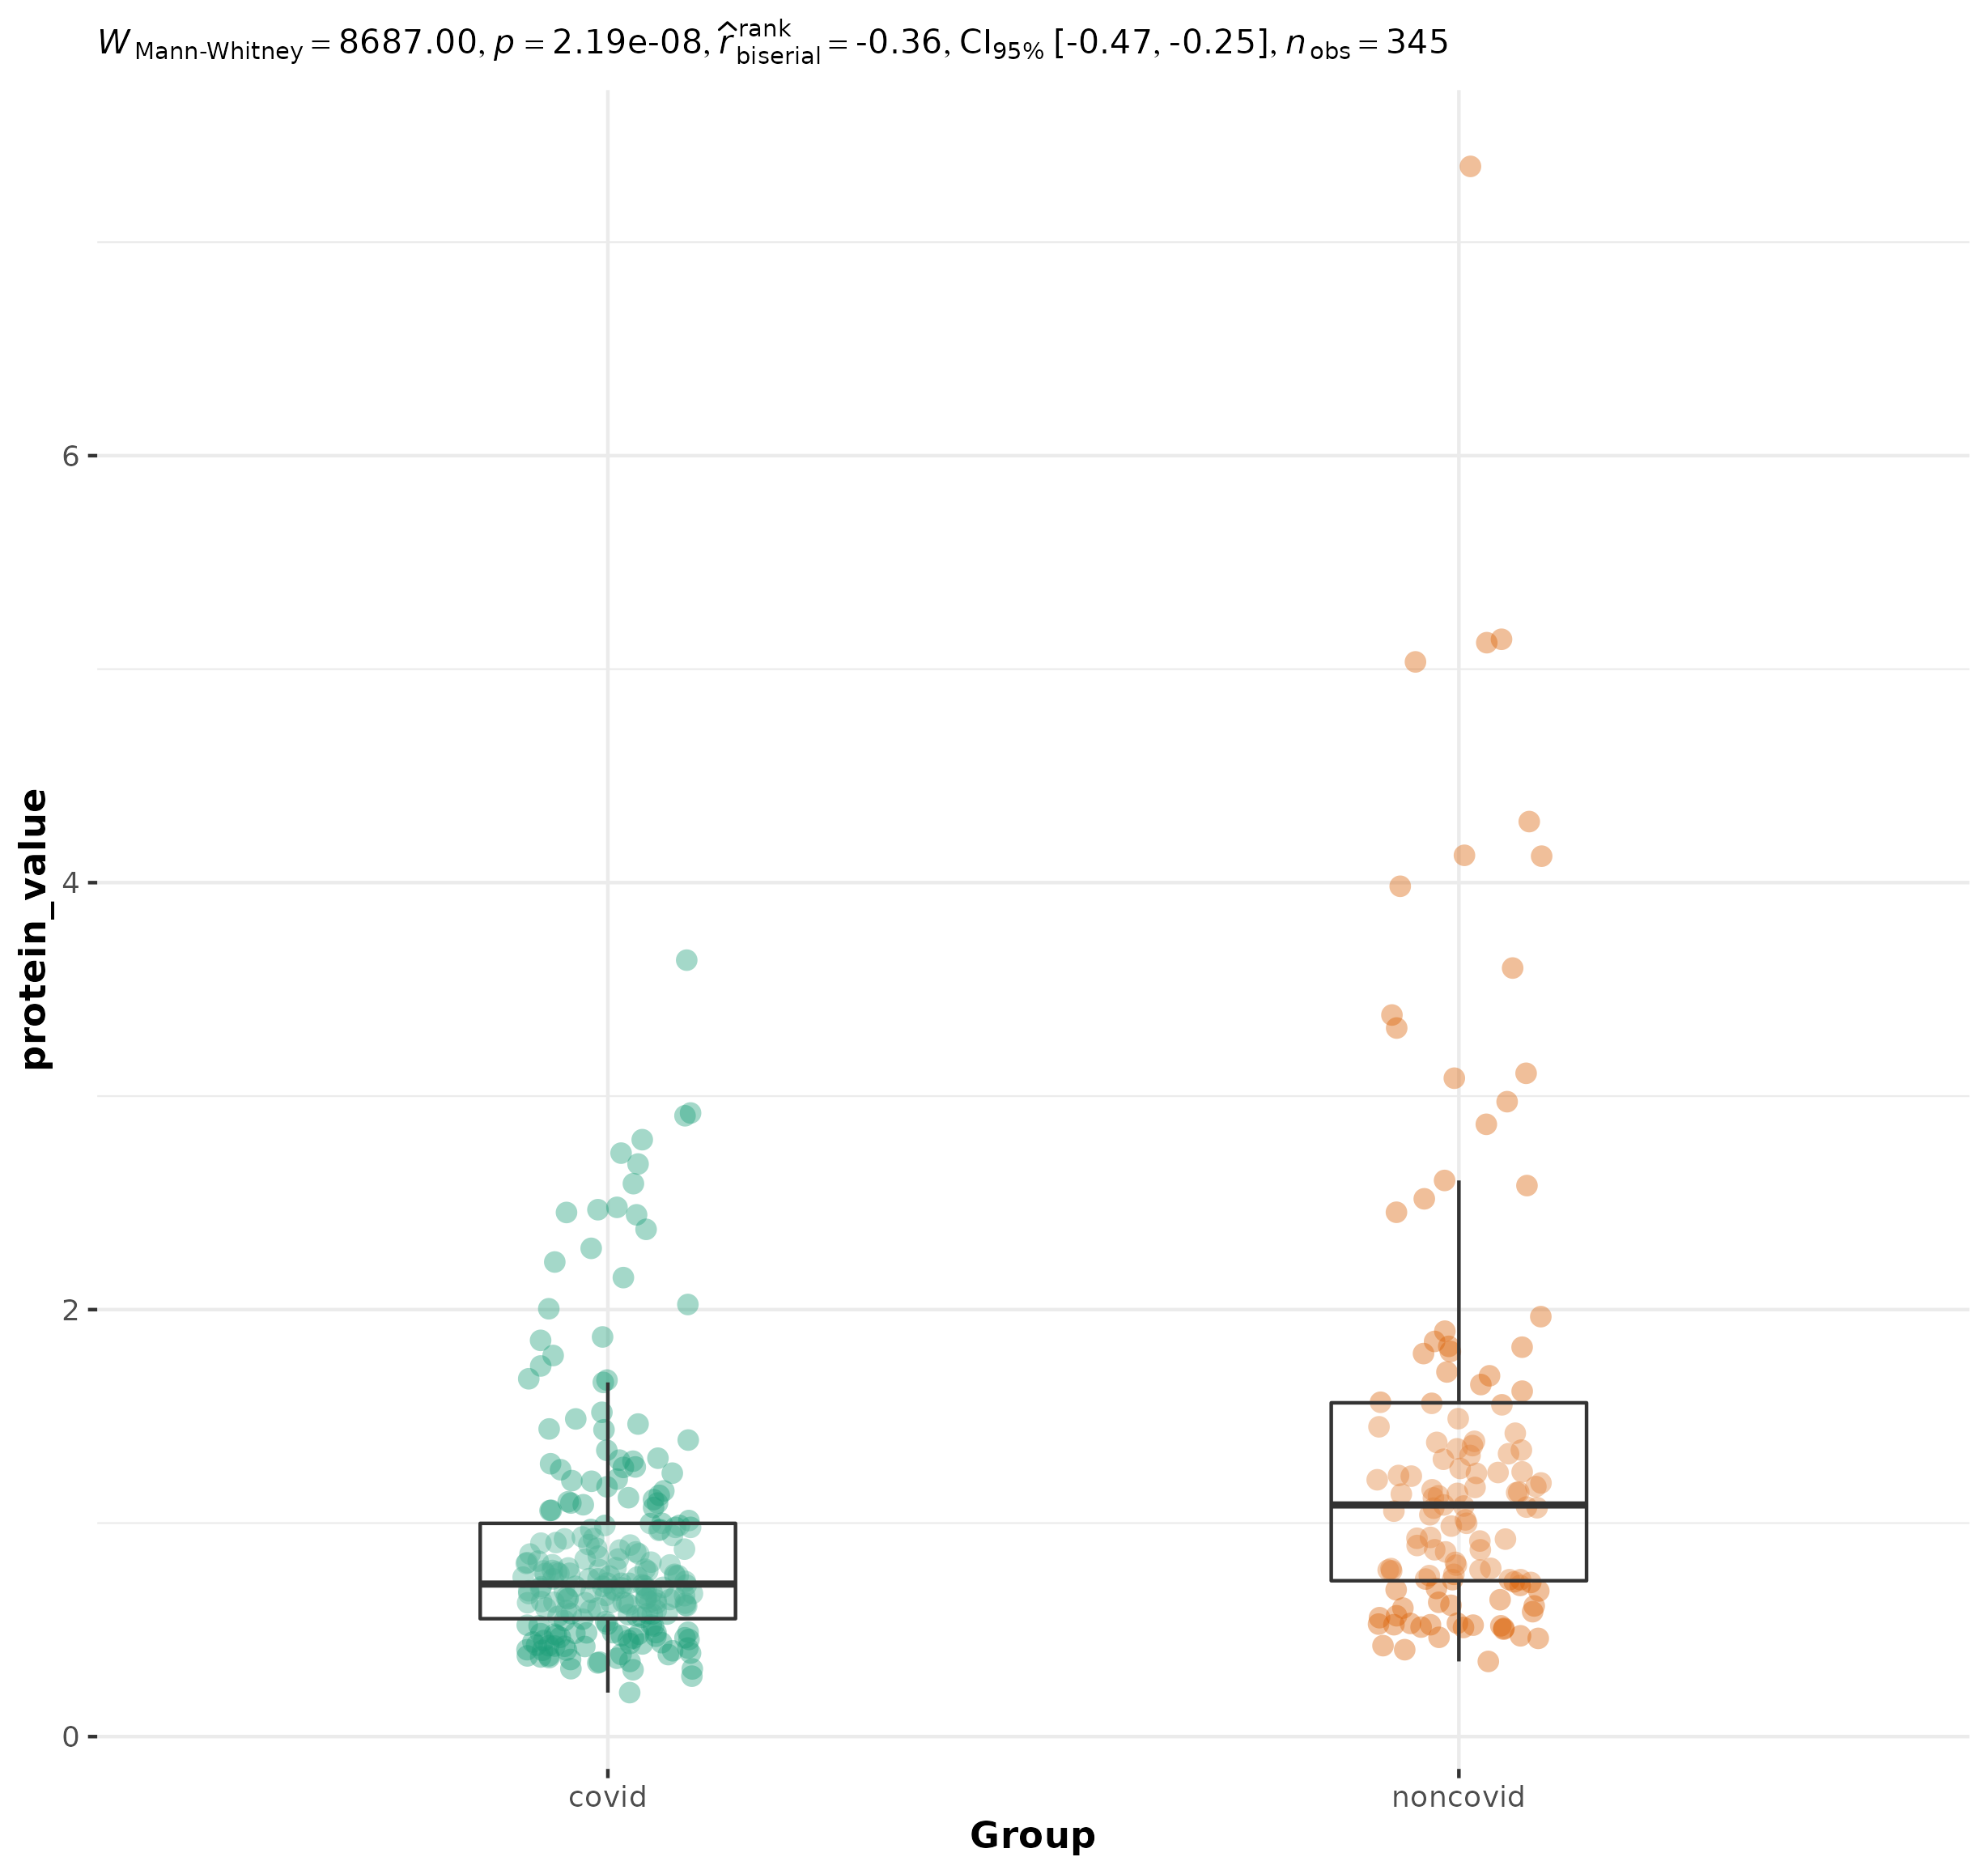 W Mann-Whitney = 8687.00, p = 2.19e-08, r̂ rank biserial = -0.36, CI95% [-0.47, -0.25], n obs = 345
protein_value
6
4
2
0
covid noncovid
Group